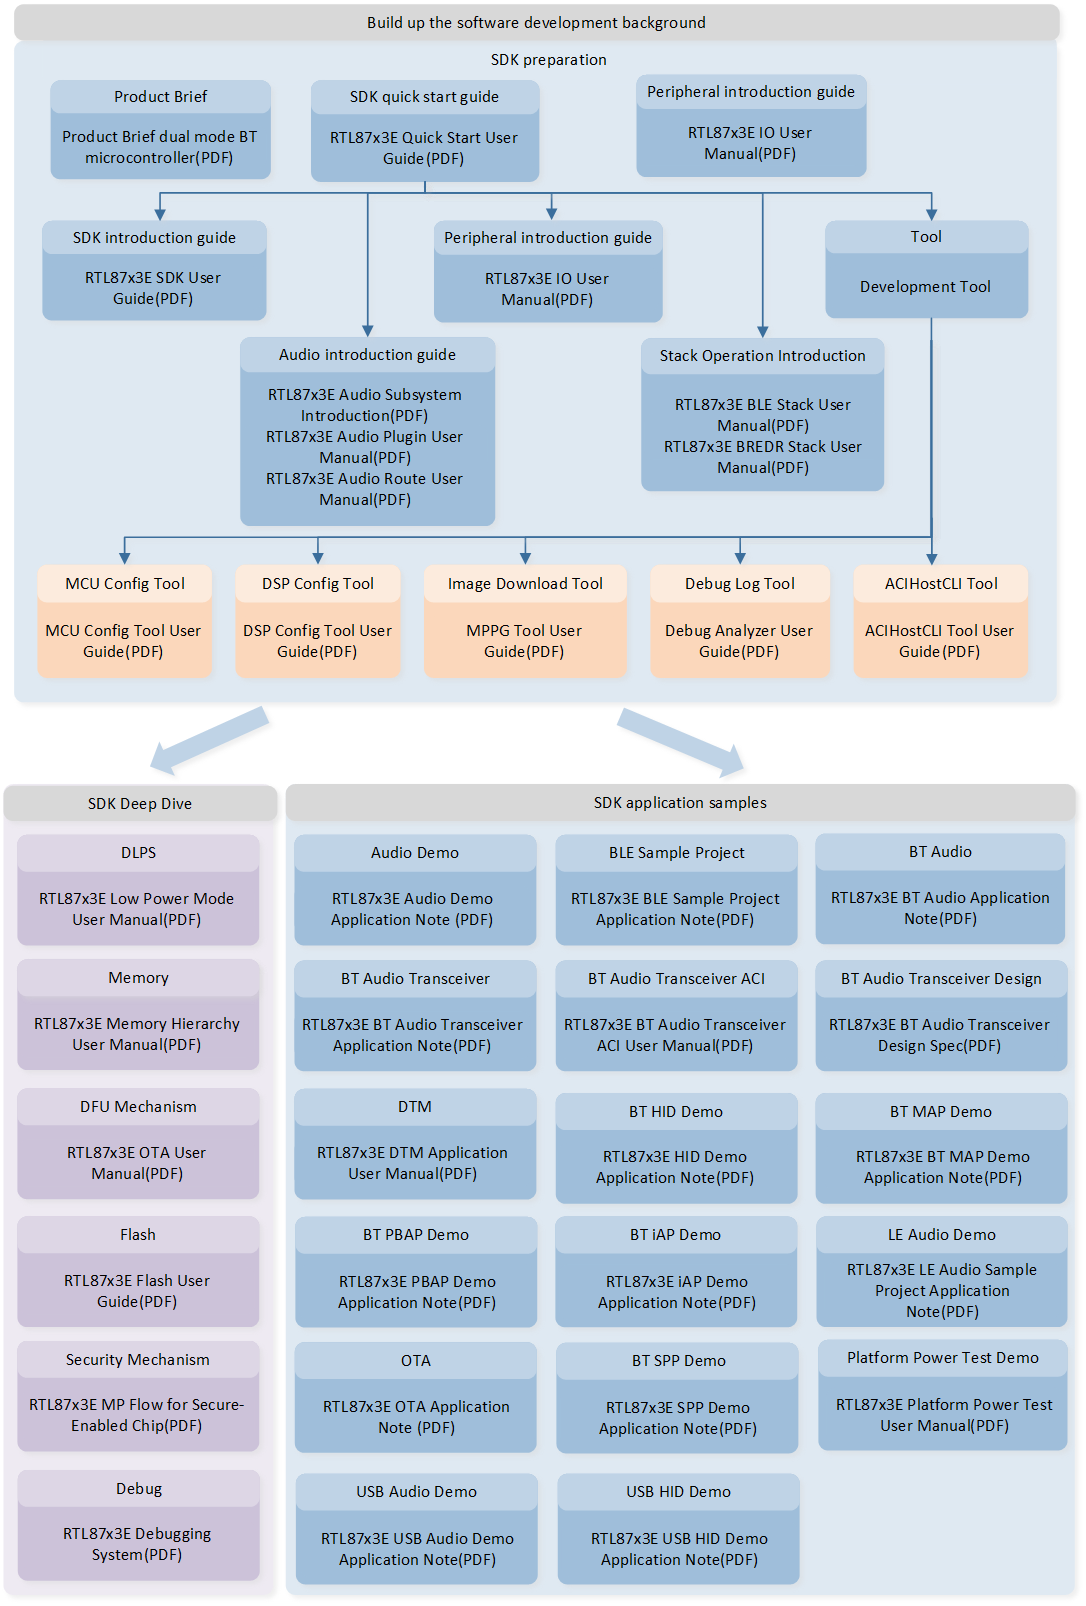 Build up the software development background
SDK preparation
Product Brief
Product Brief dual mode BT
microcontroller(PDF)
SDK quick start guide
RTL87x3E Quick Start User
Guide(PDF)
Peripheral introduction guide
RTL87x3E IO User
Manual(PDF)
SDK introduction guide
RTL87x3E SDK User
Guide(PDF)
Peripheral introduction guide
RTL87x3E IO User
Manual(PDF)
Tool
Development Tool
Audio introduction guide
RTL87x3E Audio Subsystem
Introduction(PDF)
RTL87x3E Audio Plugin User
Manual(PDF)
RTL87x3E Audio Route User
Manual(PDF)
Stack Operation Introduction
RTL87x3E BLE Stack User
Manual(PDF)
RTL87x3E BREDR Stack User
Manual(PDF)
MCU Config Tool
MCU Config Tool User
Guide(PDF)
DSP Config Tool
DSP Config Tool User
Guide(PDF)
Image Download Tool
MPPG Tool User
Guide(PDF)
Debug Log Tool
Debug Analyzer User
Guide(PDF)
ACIHostCLI Tool
ACIHostCLI Tool User
Guide(PDF)
SDK Deep Dive
DLPS
RTL87x3E Low Power Mode
User Manual(PDF)
Memory
RTL87x3E Memory Hierarchy
User Manual(PDF)
DFU Mechanism
RTL87x3E OTA User
Manual(PDF)
Flash
RTL87x3E Flash User
Guide(PDF)
Security Mechanism
RTL87x3E MP Flow for Secure-
Enabled Chip(PDF)
Debug
RTL87x3E Debugging
System(PDF)
SDK application samples
Audio Demo
RTL87x3E Audio Demo
Application Note (PDF)
BLE Sample Project
RTL87x3E BLE Sample Project
Application Note(PDF)
BT Audio
RTL87x3E BT Audio Application
Note(PDF)
BT Audio Transceiver
RTL87x3E BT Audio Transceiver
Application Note(PDF)
BT Audio Transceiver ACI
RTL87x3E BT Audio Transceiver
ACI User Manual(PDF)
BT Audio Transceiver Design
RTL87x3E BT Audio Transceiver
Design Spec(PDF)
DTM
RTL87x3E DTM Application
User Manual(PDF)
BT HID Demo
RTL87x3E HID Demo
Application Note(PDF)
BT MAP Demo
RTL87x3E BT MAP Demo
Application Note(PDF)
BT PBAP Demo
RTL87x3E PBAP Demo
Application Note(PDF)
BT iAP Demo
RTL87x3E iAP Demo
Application Note(PDF)
LE Audio Demo
RTL87x3E LE Audio Sample
Project Application
Note(PDF)
OTA
RTL87x3E OTA Application
Note (PDF)
BT SPP Demo
RTL87x3E SPP Demo
Application Note(PDF)
Platform Power Test Demo
RTL87x3E Platform Power Test
User Manual(PDF)
USB Audio Demo
RTL87x3E USB Audio Demo
Application Note(PDF)
USB HID Demo
RTL87x3E USB HID Demo
Application Note(PDF)